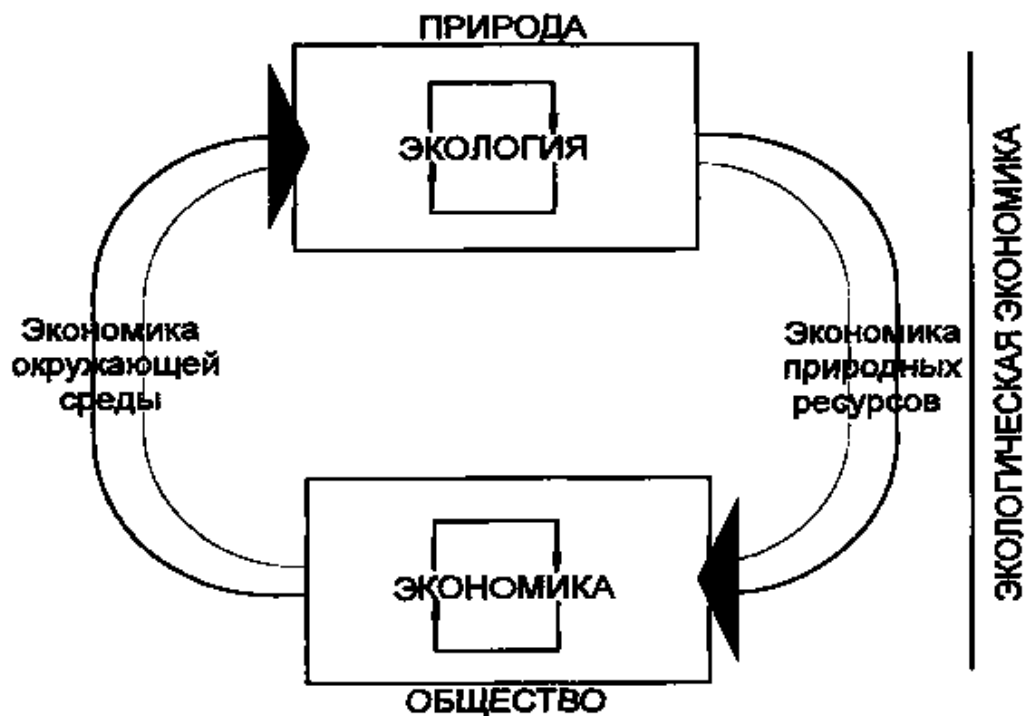 ПРИРОДА
ЭКОЛОГИЯ
Экономика
окружающей
среды
Экономика
природных
ресурсов
ЭКОНОМИКА
ОБЩЕСТВО
ЭКОЛОГИЧЕСКАЯ ЭКОНОМИКА